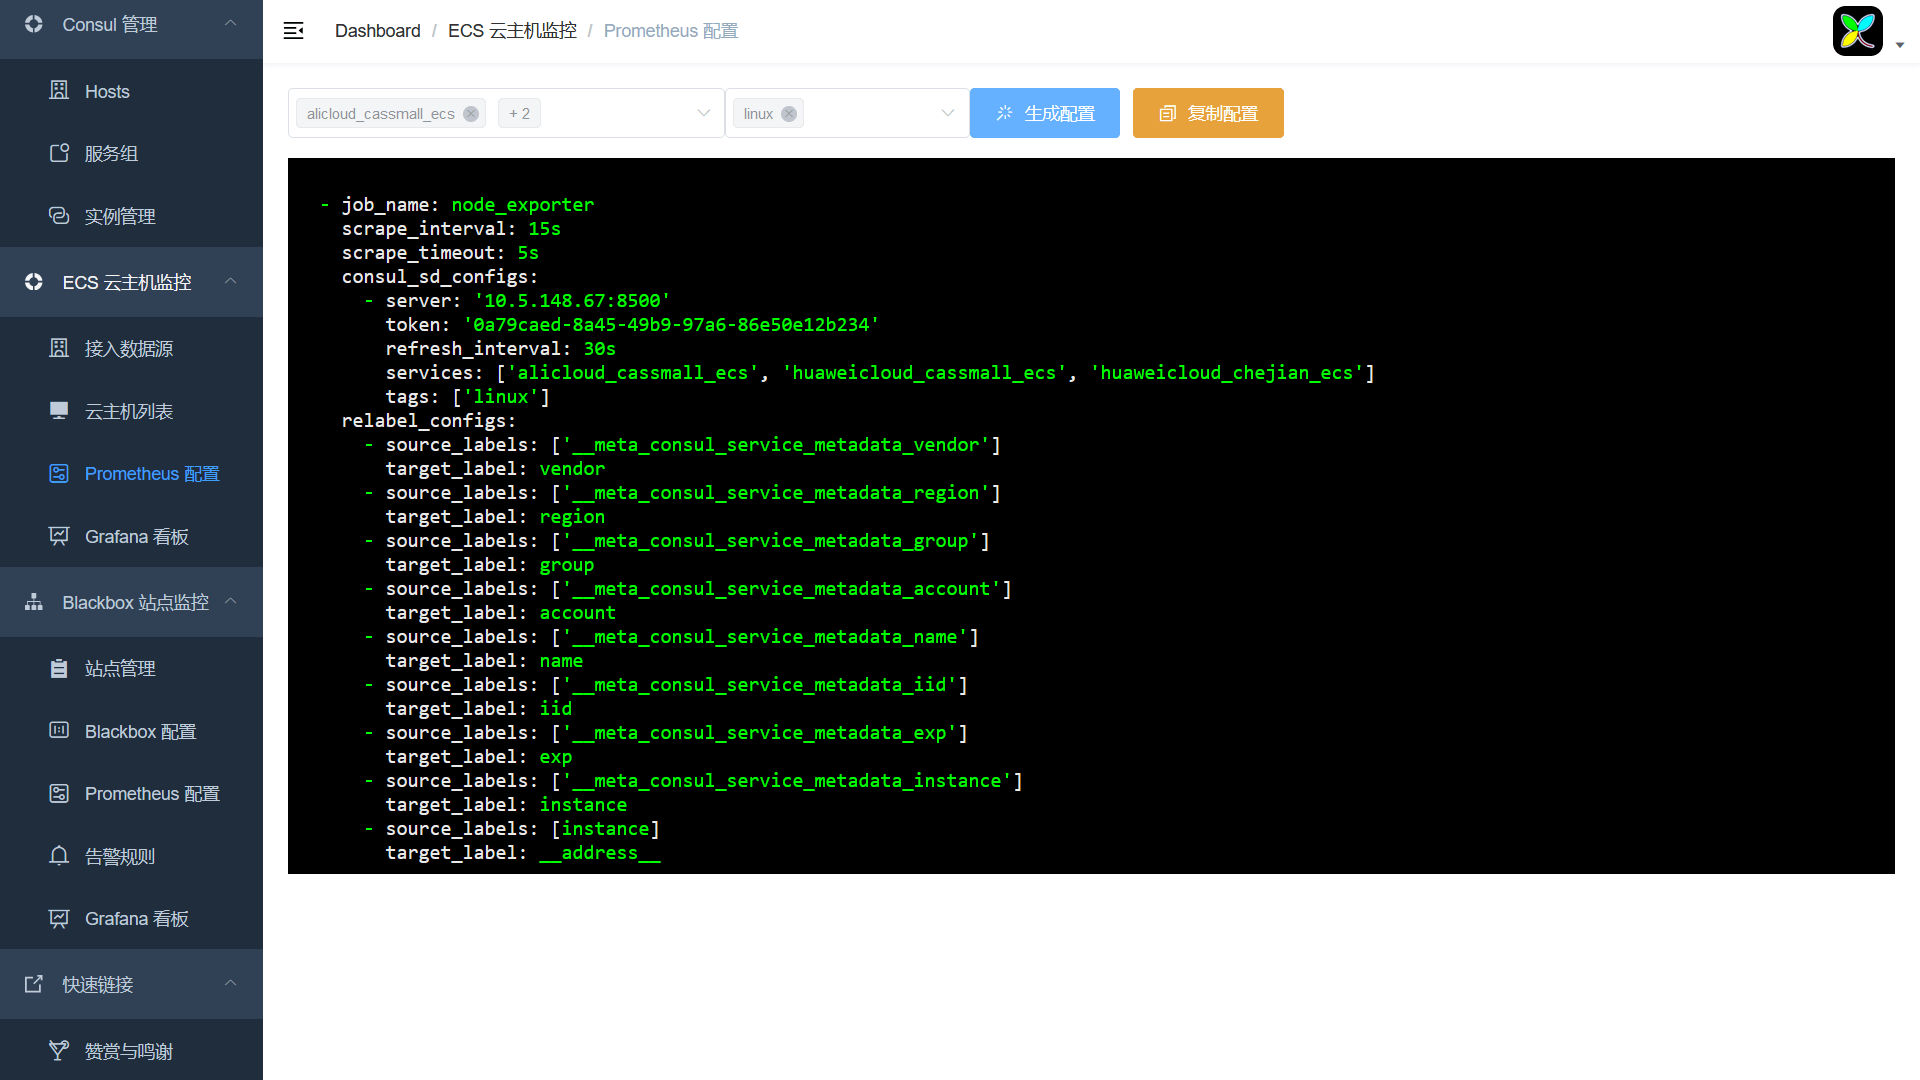 Consul 管理
Hosts
服务组
实例管理
ECS 云主机监控
接入数据源
云主机列表
Prometheus 配置
Grafana 看板
Blackbox 站点监控
站点管理
Blackbox 配置
Prometheus 配置
告警规则
Grafana 看板
快速链接
赞赏与鸣谢
Dashboard / ECS 云主机监控 / Prometheus 配置
alicloud_cassmall_ecs + 2 linux 生成配置 复制配置
- job_name: node_exporter
scrape_interval: 15s
scrape_timeout: 5s
consul_sd_configs:
- server: '10.5.148.67:8500'
token: '0a79caed-8a45-49b9-97a6-86e50e12b234'
refresh_interval: 30s
services: ['alicloud_cassmall_ecs', 'huaweicloud_cassmall_ecs', 'huaweicloud_chejian_ecs']
tags: ['linux']
relabel_configs:
- source_labels: ['__meta_consul_service_metadata_vendor']
target_label: vendor
- source_labels: ['__meta_consul_service_metadata_region']
target_label: region
- source_labels: ['__meta_consul_service_metadata_group']
target_label: group
- source_labels: ['__meta_consul_service_metadata_account']
target_label: account
- source_labels: ['__meta_consul_service_metadata_name']
target_label: name
- source_labels: ['__meta_consul_service_metadata_iid']
target_label: iid
- source_labels: ['__meta_consul_service_metadata_exp']
target_label: exp
- source_labels: ['__meta_consul_service_metadata_instance']
target_label: instance
- source_labels: [instance]
target_label: __address__